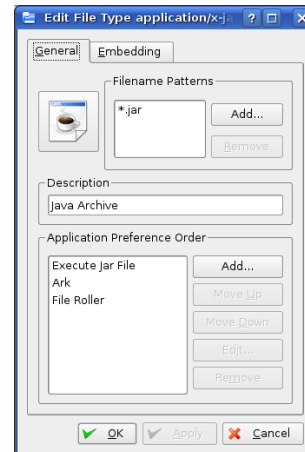 Edit File Type application/x-ja
General
Embedding
Filename Patterns
*.jar
Add...
Remove
Description
Java Archive
Application Preference Order
Execute Jar File
Ark
File Roller
Add...
Move Up
Move Down
Edit...
Remove
OK
Apply
Cancel